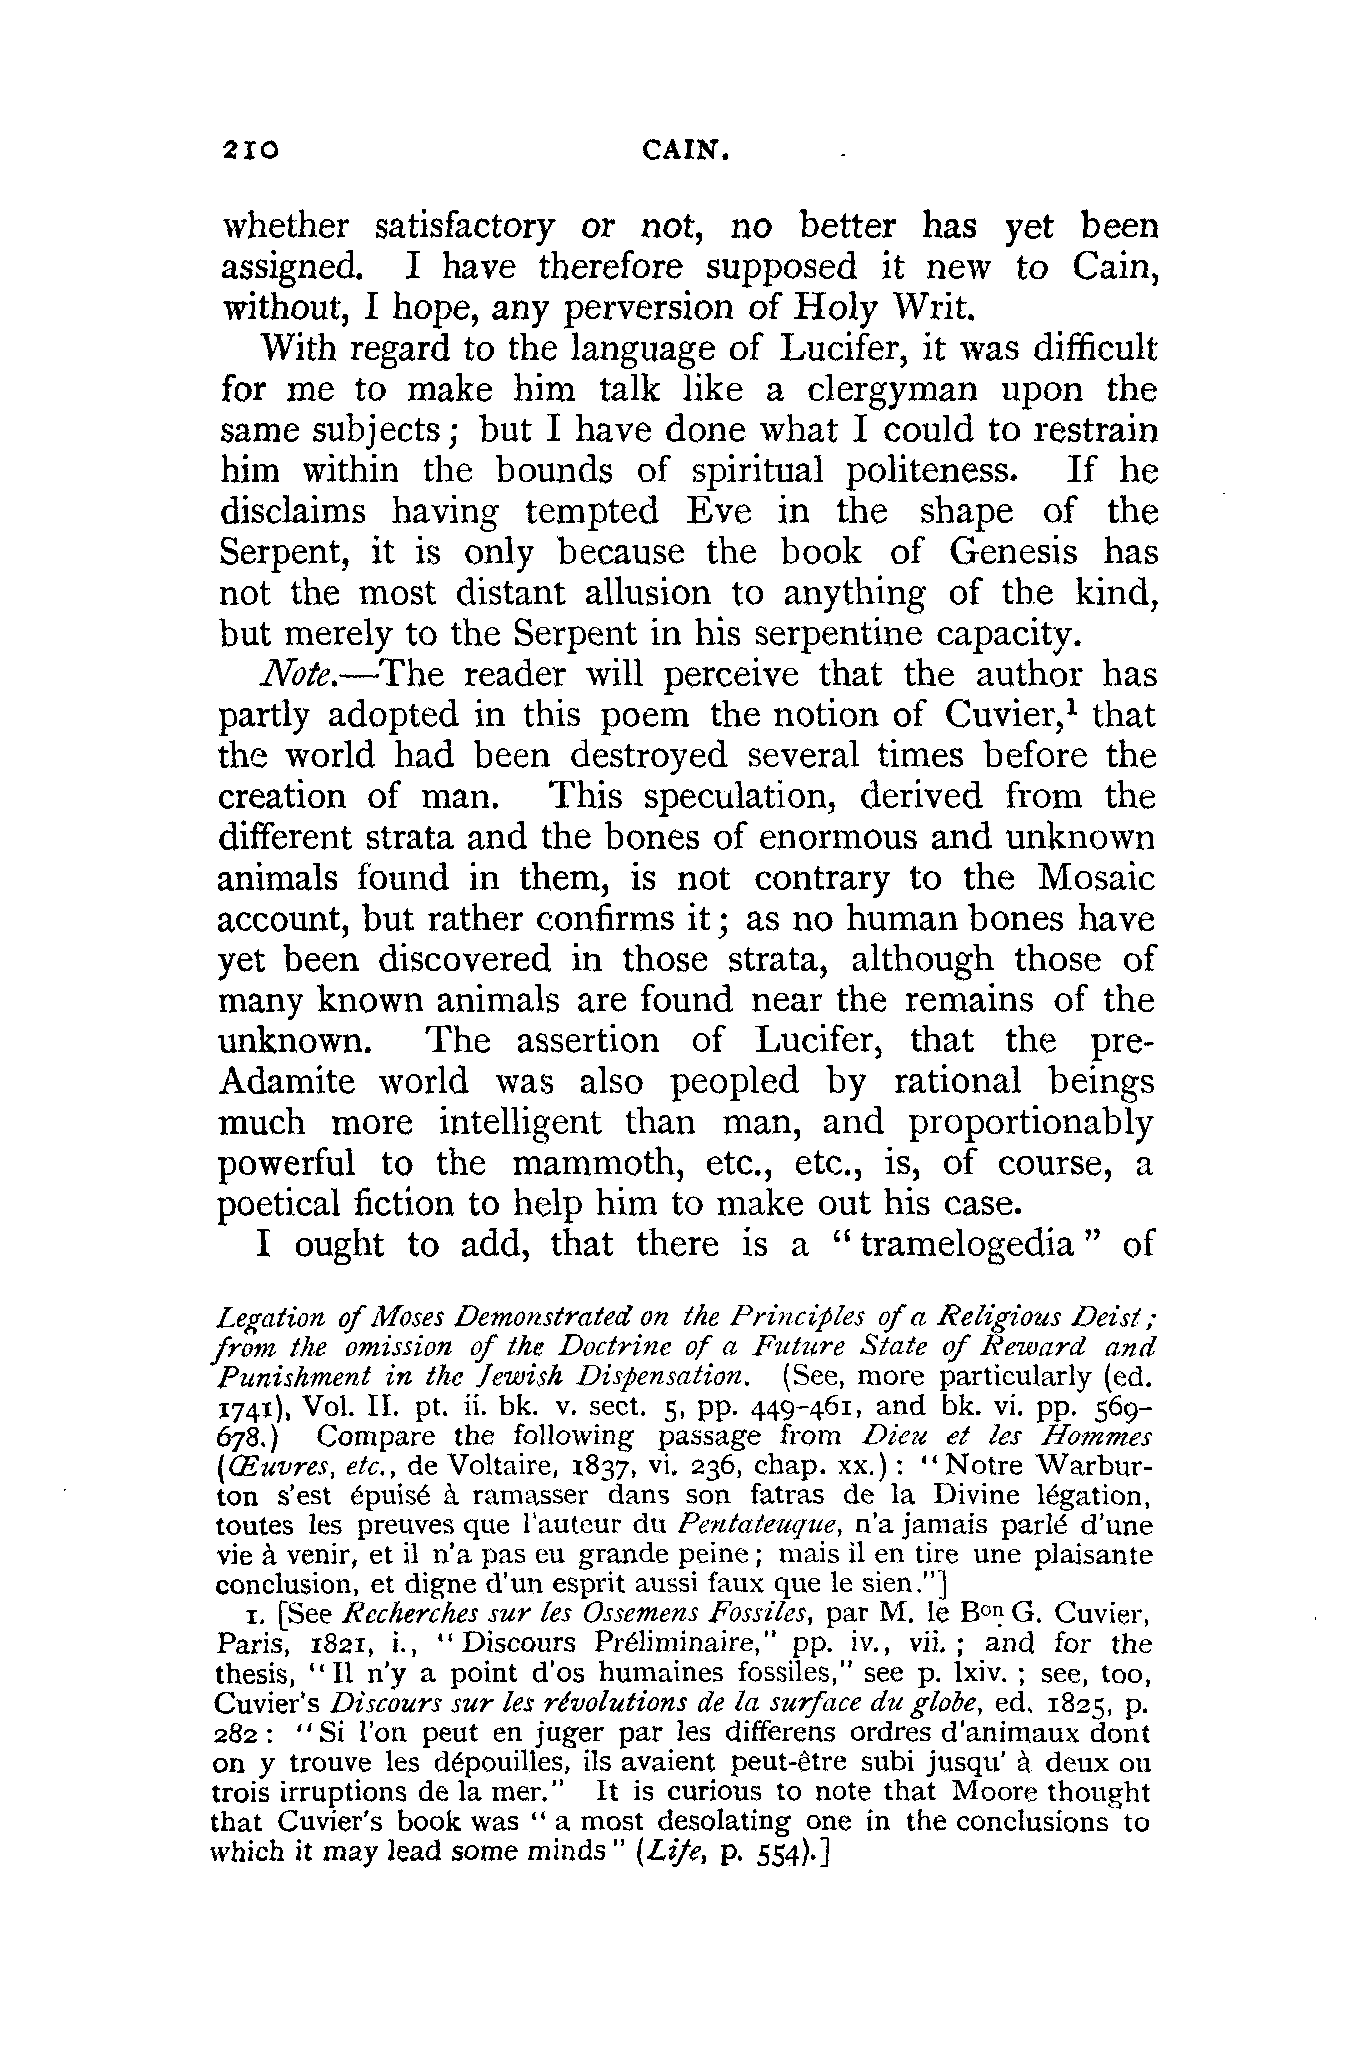 210 CAIN.
whether satisfactory or not, no better has yet been
assigned. I have therefore supposed it new to Cain,
without, I hope, any perversion of Holy Writ.
With regard to the language of Lucifer, it was difficult
for me to make him talk like a clergyman upon the
same subjects; but I have done what I could to restrain
him within the bounds of spiritual politeness. If he
disclaims having tempted Eve in the shape of the
Serpent, it is only because the book of Genesis has
not the most distant allusion to anything of the kind,
but merely to the Serpent in his serpentine capacity.
Note.—The reader will perceive that the author has
partly adopted in this poem the notion of Cuvier,¹ that
the world had been destroyed several times before the
creation of man. This speculation, derived from the
different strata and the bones of enormous and unknown
animals found in them, is not contrary to the Mosaic
account, but rather confirms it; as no human bones have
yet been discovered in those strata, although those of
many known animals are found near the remains of the
unknown. The assertion of Lucifer, that the pre-
Adamite world was also peopled by rational beings
much more intelligent than man, and proportionably
powerful to the mammoth, etc., etc., is, of course, a
poetical fiction to help him to make out his case.
I ought to add, that there is a "tramelogedia" of
Legation of Moses Demonstrated on the Principles of a Religious Deist;
from the omission of the Doctrine of a Future State of Reward and
Punishment in the Jewish Dispensation. (See, more particularly (ed.
1741), Vol. II. pt. ii. bk. v. sect. 5, pp. 449-461, and bk. vi. pp. 569-
678.) Compare the following passage from Dieu et les Hommes
(Œuvres, etc., de Voltaire, 1837, vi. 236, chap. xx.): "Notre Warbur-
ton s'est épuisé à ramasser dans son fatras de la Divine légation,
toutes les preuves que l'auteur du Pentateuque, n'a jamais parlé d'une
vie à venir, et il n'a pas eu grande peine; mais il en tire une plaisante
conclusion, et digne d'un esprit aussi faux que le sien."]
1. [See Recherches sur les Ossemens Fossiles, par M. le Bon G. Cuvier,
Paris, 1821, i., "Discours Préliminaire," pp. iv., vii.; and for the
thesis, "Il n'y a point d'os humaines fossiles," see p. lxiv.; see, too,
Cuvier's Discours sur les révolutions de la surface du globe, ed. 1825, p.
282: "Si l'on peut en juger par les differens ordres d'animaux dont
on y trouve les dépouilles, ils avaient peut-être subi jusqu' à deux ou
trois irruptions de la mer." It is curious to note that Moore thought
that Cuvier's book was "a most desolating one in the conclusions to
which it may lead some minds" (Life, p. 554).]